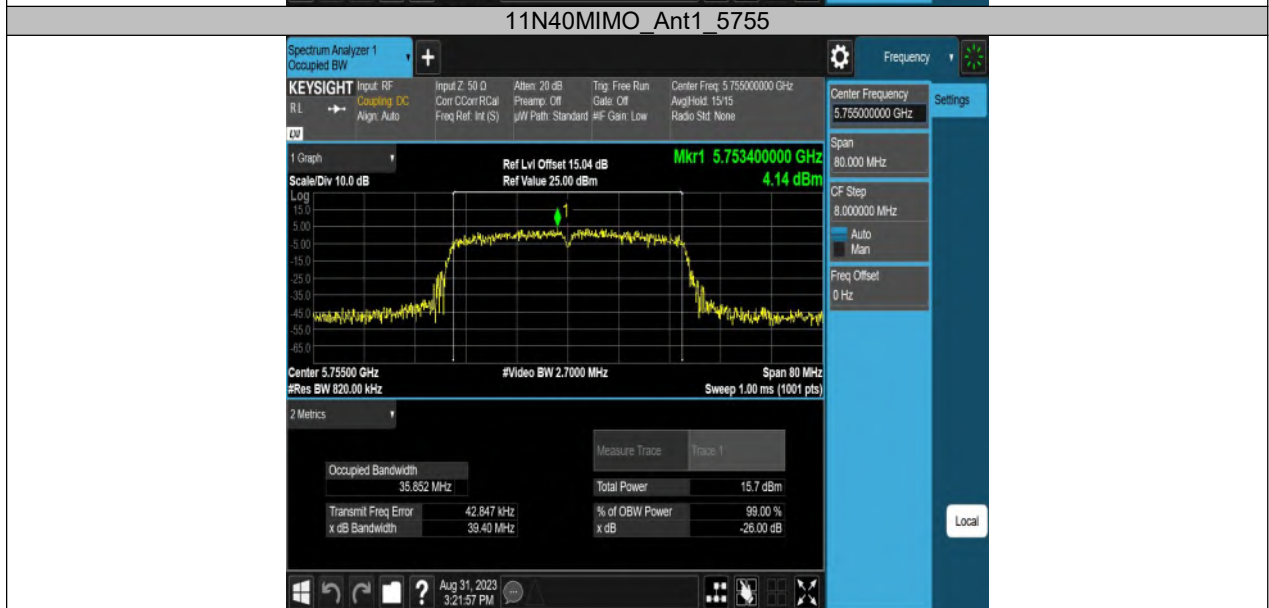 11N40MIMO_Ant1_5755
Spectrum Analyzer 1
Occupied BW
+
Frequency
KEYSIGHT Input: RF Input Z: 50 Ω Atten: 20 dB Trig: Free Run Center Freq: 5.755000000 GHz
RL Coupling: DC Corr CCorr RCal Preamp: Off Gate: Off Avg|Hold: 15/15
Align: Auto Freq Ref: Int (S) µW Path: Standard #IF Gain: Low Radio Std: None
LXI
Center Frequency
5.755000000 GHz
Settings
Span
80.000 MHz
CF Step
8.000000 MHz
Auto
Man
Freq Offset
0 Hz
1 Graph
Ref Lvl Offset 15.04 dB
Mkr1 5.753400000 GHz
Scale/Div 10.0 dB
Ref Value 25.00 dBm
4.14 dBm
Log
15.0
1
5.00
-5.00
-15.0
-25.0
-35.0
-45.0
-55.0
-65.0
Center 5.75500 GHz #Video BW 2.7000 MHz Span 80 MHz
#Res BW 820.00 kHz Sweep 1.00 ms (1001 pts)
2 Metrics
Measure Trace Trace 1
Occupied Bandwidth
35.852 MHz
Total Power 15.7 dBm
Transmit Freq Error 42.847 kHz % of OBW Power 99.00 %
x dB Bandwidth 39.40 MHz x dB -26.00 dB
Local
? Aug 31, 2023
3:21:57 PM